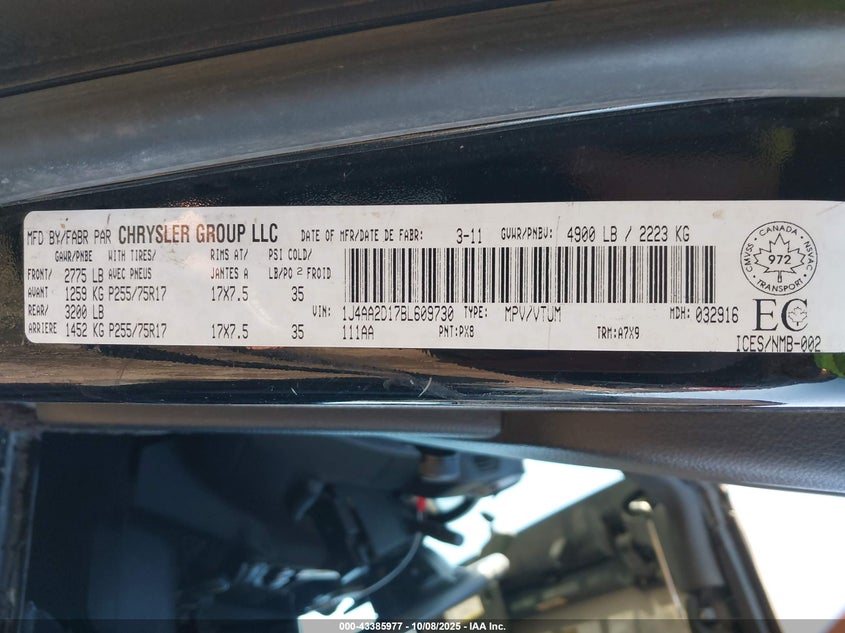 MFD BY/FABR PAR CHRYSLER GROUP LLC DATE OF MFR/DATE DE FABR: 3-11 GVWR/PNBV: 4900 LB / 2223 KG
GAWR/PNBE WITH TIRES/ RIMS AT/ PSI COLD/
FRONT/ 2775 LB AVEC PNEUS JANTES A LB/PO2 FROID
AVANT 1259 KG P255/75R17 17X7.5 35
REAR/ 3200 LB
ARRIERE 1452 KG P255/75R17 17X7.5 35
VIN: 1J4AA2D17BL609730 TYPE: MPV/VTUM MDH: 032916
111AA PNT:PX8 TRM:A7X9
CANADA
CMVSS 972 NSVAC
TRANSPORT
EC
ICES/NMB-002
000-43385977 - 10/08/2025 - IAA Inc.